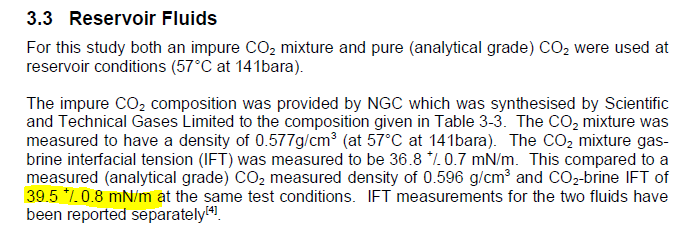 3.3 Reservoir Fluids
For this study both an impure CO₂ mixture and pure (analytical grade) CO₂ were used at
reservoir conditions (57°C at 141bara).
The impure CO₂ composition was provided by NGC which was synthesised by Scientific
and Technical Gases Limited to the composition given in Table 3-3. The CO₂ mixture was
measured to have a density of 0.577g/cm³ (at 57°C at 141bara). The CO₂ mixture gas-
brine interfacial tension (IFT) was measured to be 36.8 ⁺/₋ 0.7 mN/m. This compared to a
measured (analytical grade) CO₂ measured density of 0.596 g/cm³ and CO₂-brine IFT of
39.5 ⁺/₋ 0.8 mN/m at the same test conditions. IFT measurements for the two fluids have
been reported separately[4].